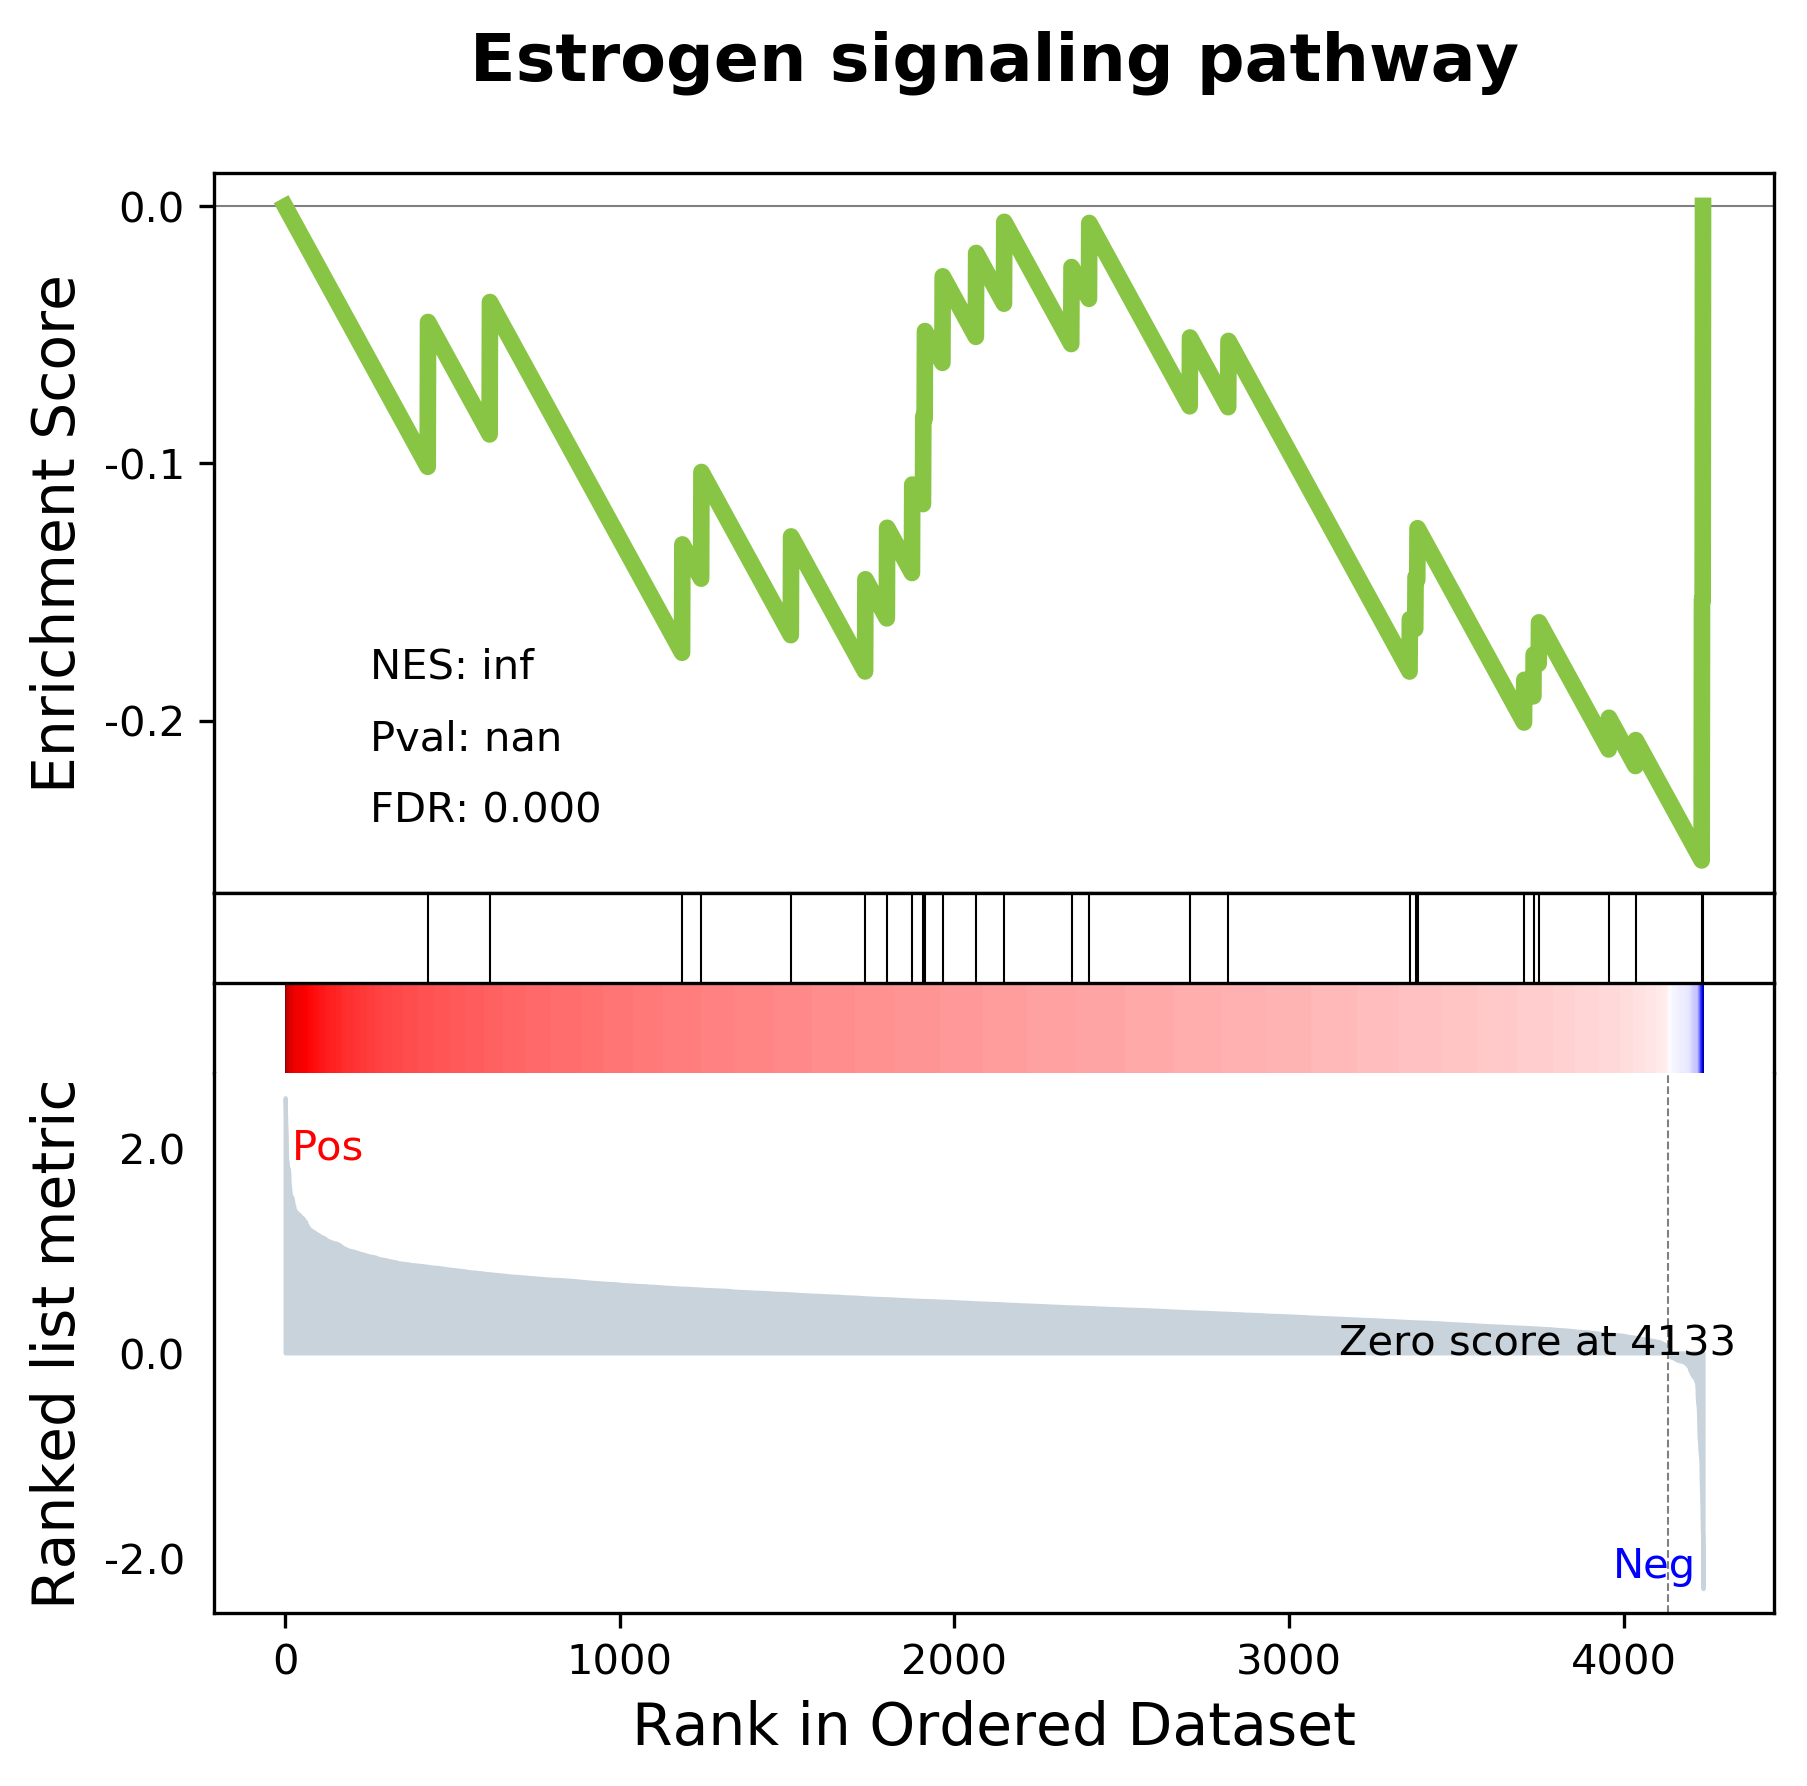 Estrogen signaling pathway
Enrichment Score
0.0
-0.1
-0.2
NES: inf
Pval: nan
FDR: 0.000
Ranked list metric
2.0
0.0
-2.0
Pos
Zero score at 4133
Neg
0 1000 2000 3000 4000
Rank in Ordered Dataset